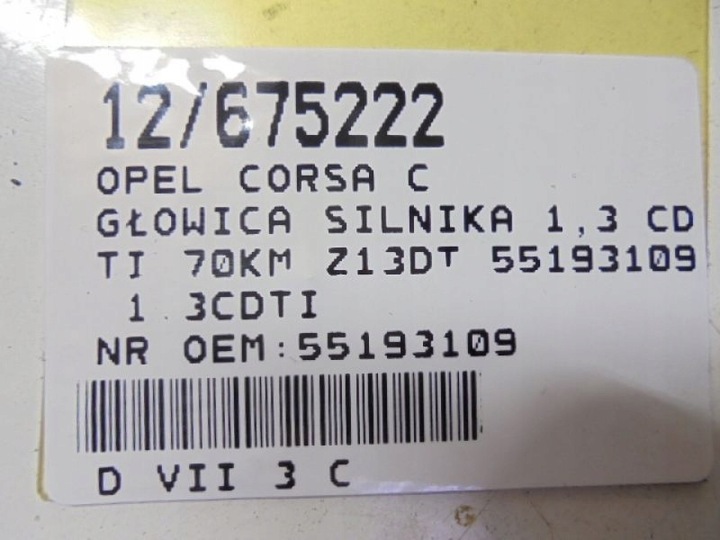 12/675222
OPEL CORSA C
GŁOWICA SILNIKA 1,3 CD
TI 70KM Z13DT 55193109
1 3CDTI
NR OEM:55193109
D VII 3 C